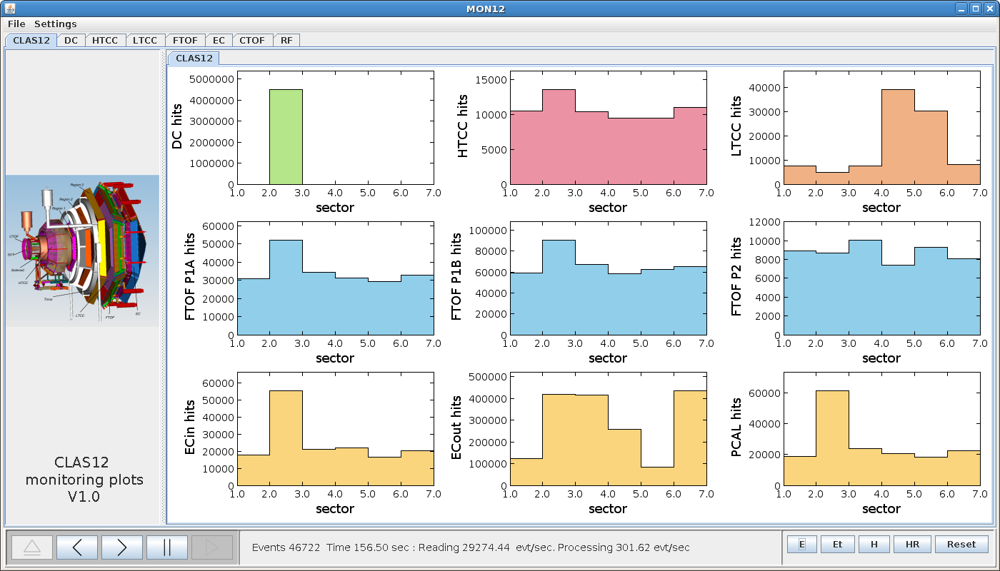 MON12
File Settings
CLAS12 DC HTCC LTCC FTOF EC CTOF RF
CLAS12
DC hits
5000000
4000000
3000000
2000000
1000000
0
1.0 2.0 3.0 4.0 5.0 6.0 7.0
sector
HTCC hits
15000
10000
5000
0
1.0 2.0 3.0 4.0 5.0 6.0 7.0
sector
LTCC hits
40000
30000
20000
10000
0
1.0 2.0 3.0 4.0 5.0 6.0 7.0
sector
FTOF P1A hits
60000
50000
40000
30000
20000
10000
0
1.0 2.0 3.0 4.0 5.0 6.0 7.0
sector
FTOF P1B hits
100000
80000
60000
40000
20000
0
1.0 2.0 3.0 4.0 5.0 6.0 7.0
sector
FTOF P2 hits
12000
10000
8000
6000
4000
2000
0
1.0 2.0 3.0 4.0 5.0 6.0 7.0
sector
ECin hits
60000
50000
40000
30000
20000
10000
0
1.0 2.0 3.0 4.0 5.0 6.0 7.0
sector
ECout hits
500000
400000
300000
200000
100000
0
1.0 2.0 3.0 4.0 5.0 6.0 7.0
sector
PCAL hits
60000
40000
20000
0
1.0 2.0 3.0 4.0 5.0 6.0 7.0
sector
Region 3
Region 2
Region 1
CTOF
SVT
Solenoid
HTCC
Torus
LTCC
FTOF
EC
CLAS12
monitoring plots
V1.0
Events 46722 Time 156.50 sec : Reading 29274.44 evt/sec. Processing 301.62 evt/sec
E Et H HR Reset